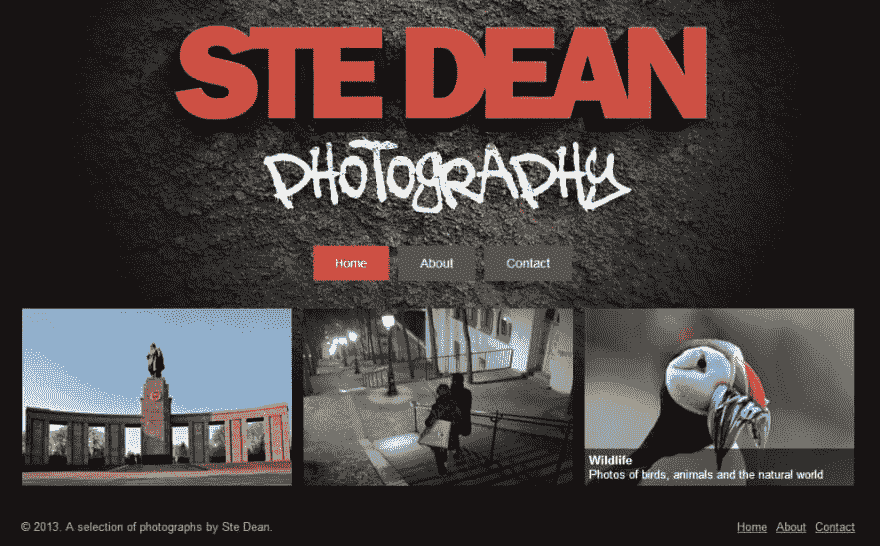 STE DEAN
PHOTOGRAPHY
Home About Contact
Wildlife
Photos of birds, animals and the natural world
© 2013. A selection of photographs by Ste Dean.
Home About Contact